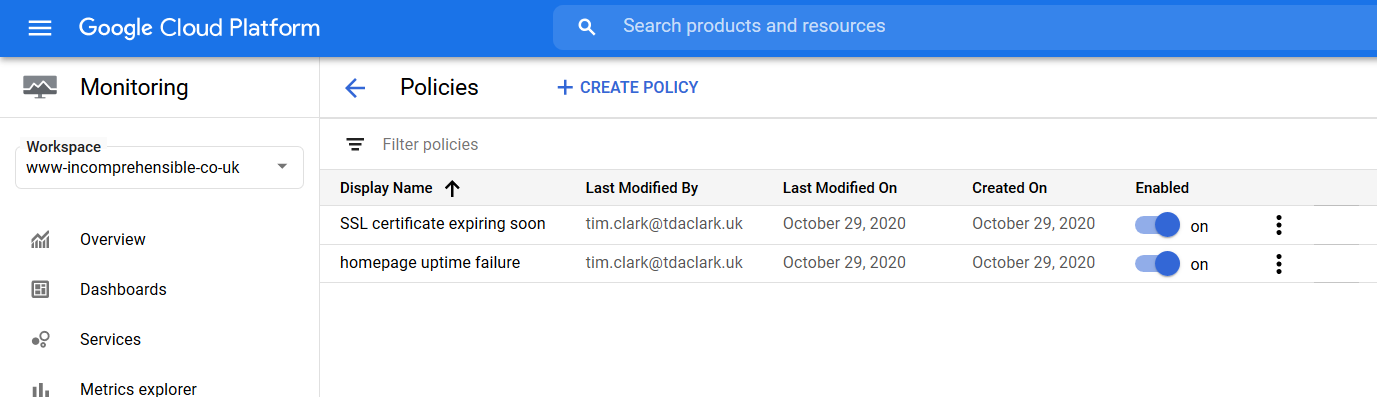 Google Cloud Platform
Search products and resources
Monitoring
Policies
CREATE POLICY
Workspace
www-incomprehensible-co-uk
Filter policies
Display Name Last Modified By Last Modified On Created On Enabled
SSL certificate expiring soon tim.clark@tdaclark.uk October 29, 2020 October 29, 2020 on
homepage uptime failure tim.clark@tdaclark.uk October 29, 2020 October 29, 2020 on
Overview
Dashboards
Services
Metrics explorer